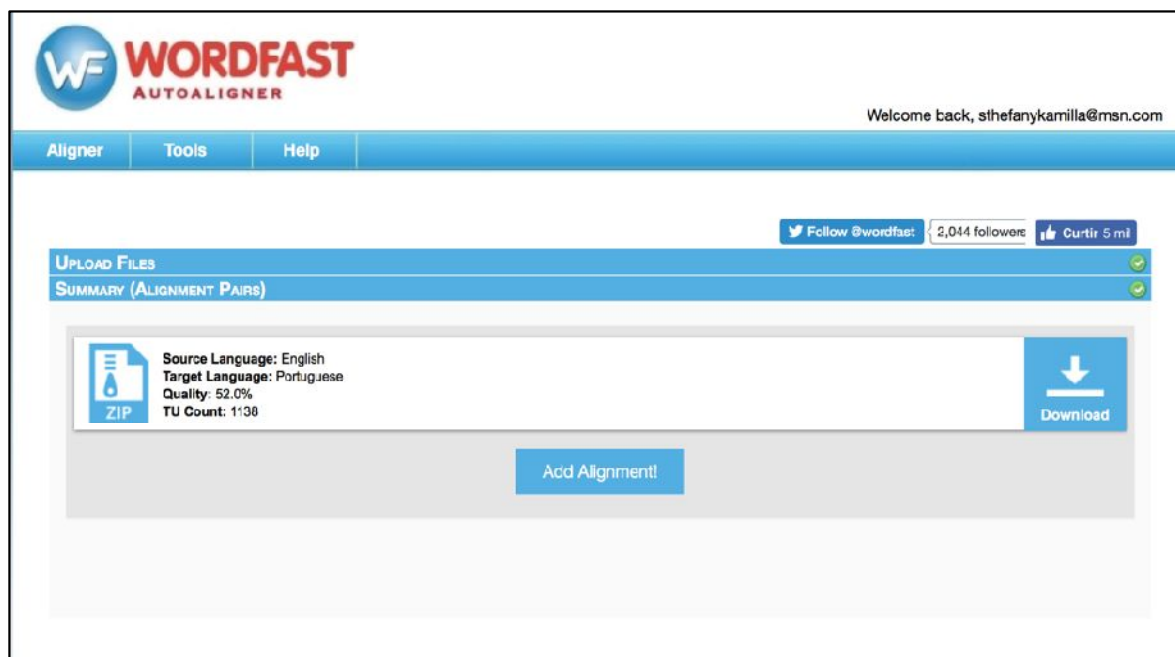 WF WORDFAST
AUTOALIGNER
Welcome back, sthefanykamilla@msn.com
Aligner Tools Help
Follow @wordfast 2,044 followers Curtir 5 mil
UPLOAD FILES
SUMMARY (ALIGNMENT PAIRS)
Source Language: English
Target Language: Portuguese
Quality: 52.0%
TU Count: 1138
ZIP
Download
Add Alignment!